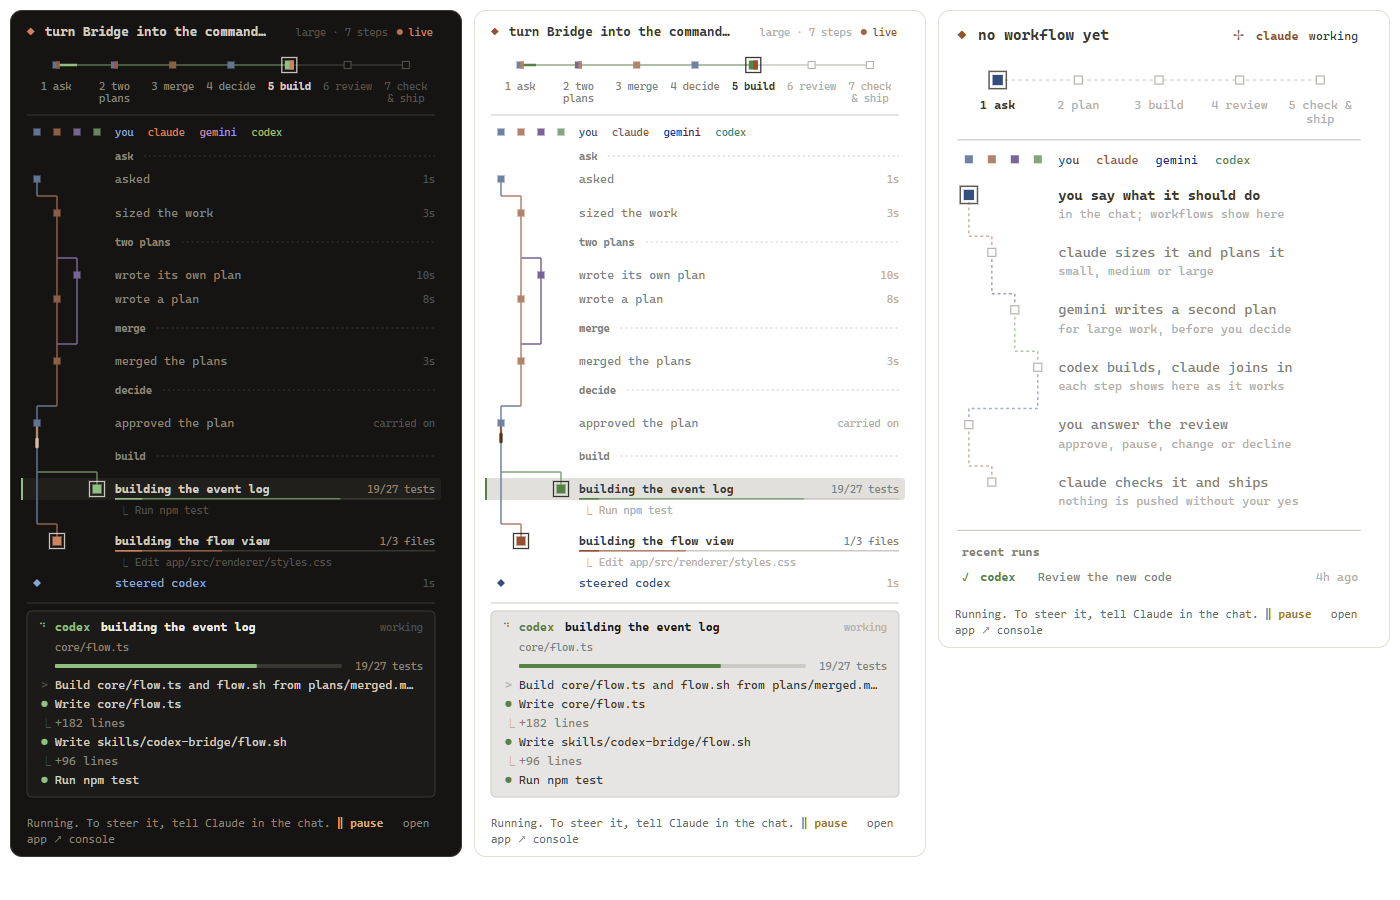 turn Bridge into the command… large · 7 steps ● live
1 ask 2 two plans 3 merge 4 decide 5 build 6 review 7 check & ship
you claude gemini codex
ask
asked 1s
sized the work 3s
two plans
wrote its own plan 10s
wrote a plan 8s
merge
merged the plans 3s
decide
approved the plan carried on
build
building the event log 19/27 tests
Run npm test
building the flow view 1/3 files
Edit app/src/renderer/styles.css
steered codex 1s
codex building the event log working
core/flow.ts
19/27 tests
> Build core/flow.ts and flow.sh from plans/merged.m…
● Write core/flow.ts
+182 lines
● Write skills/codex-bridge/flow.sh
+96 lines
● Run npm test
Running. To steer it, tell Claude in the chat. pause open
app ↗ console
turn Bridge into the command… large · 7 steps ● live
1 ask 2 two plans 3 merge 4 decide 5 build 6 review 7 check & ship
you claude gemini codex
ask
asked 1s
sized the work 3s
two plans
wrote its own plan 10s
wrote a plan 8s
merge
merged the plans 3s
decide
approved the plan carried on
build
building the event log 19/27 tests
Run npm test
building the flow view 1/3 files
Edit app/src/renderer/styles.css
steered codex 1s
codex building the event log working
core/flow.ts
19/27 tests
> Build core/flow.ts and flow.sh from plans/merged.m…
● Write core/flow.ts
+182 lines
● Write skills/codex-bridge/flow.sh
+96 lines
● Run npm test
Running. To steer it, tell Claude in the chat. pause open
app ↗ console
no workflow yet claude working
1 ask 2 plan 3 build 4 review 5 check & ship
you claude gemini codex
you say what it should do
in the chat; workflows show here
claude sizes it and plans it
small, medium or large
gemini writes a second plan
for large work, before you decide
codex builds, claude joins in
each step shows here as it works
you answer the review
approve, pause, change or decline
claude checks it and ships
nothing is pushed without your yes
recent runs
✓ codex Review the new code 4h ago
Running. To steer it, tell Claude in the chat. pause open
app ↗ console